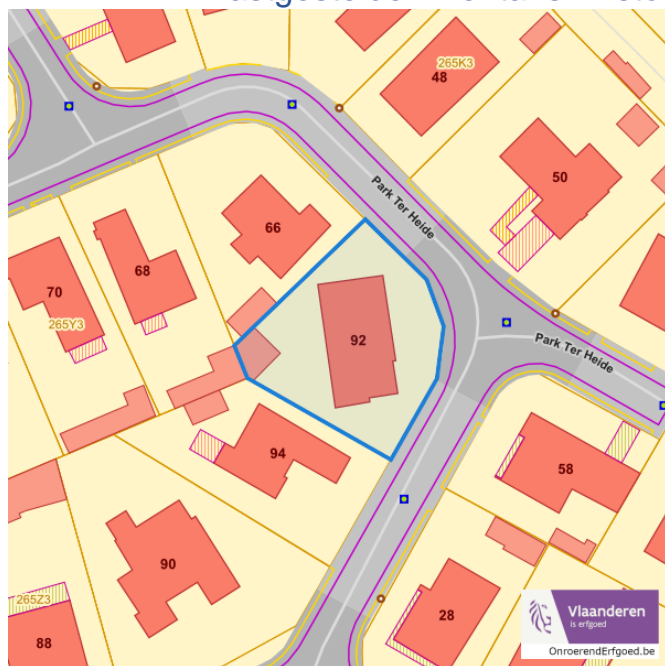 48
265K3
50
Park Ter Heide
66
68
70
265Y3
92
Park Ter Heide
94
58
90
28
265Z3
88
Vlaanderen
is erfgoed
OnroerendErfgoed.be